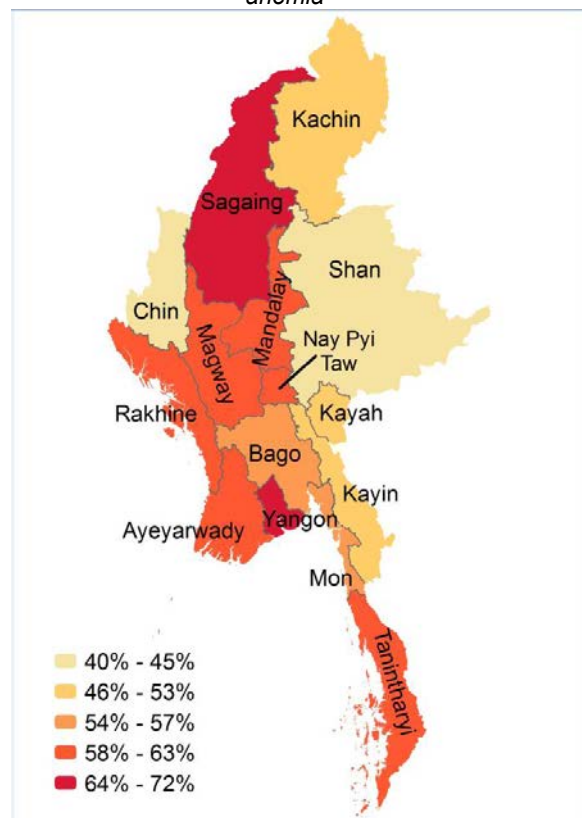 anemia
Kachin
Sagaing
Shan
Chin
Mandalay
Magway
Nay Pyi
Taw
Rakhine
Kayah
Bago
Kayin
Ayeyarwady
Yangon
Mon
Tanintharyi
40% - 45%
46% - 53%
54% - 57%
58% - 63%
64% - 72%